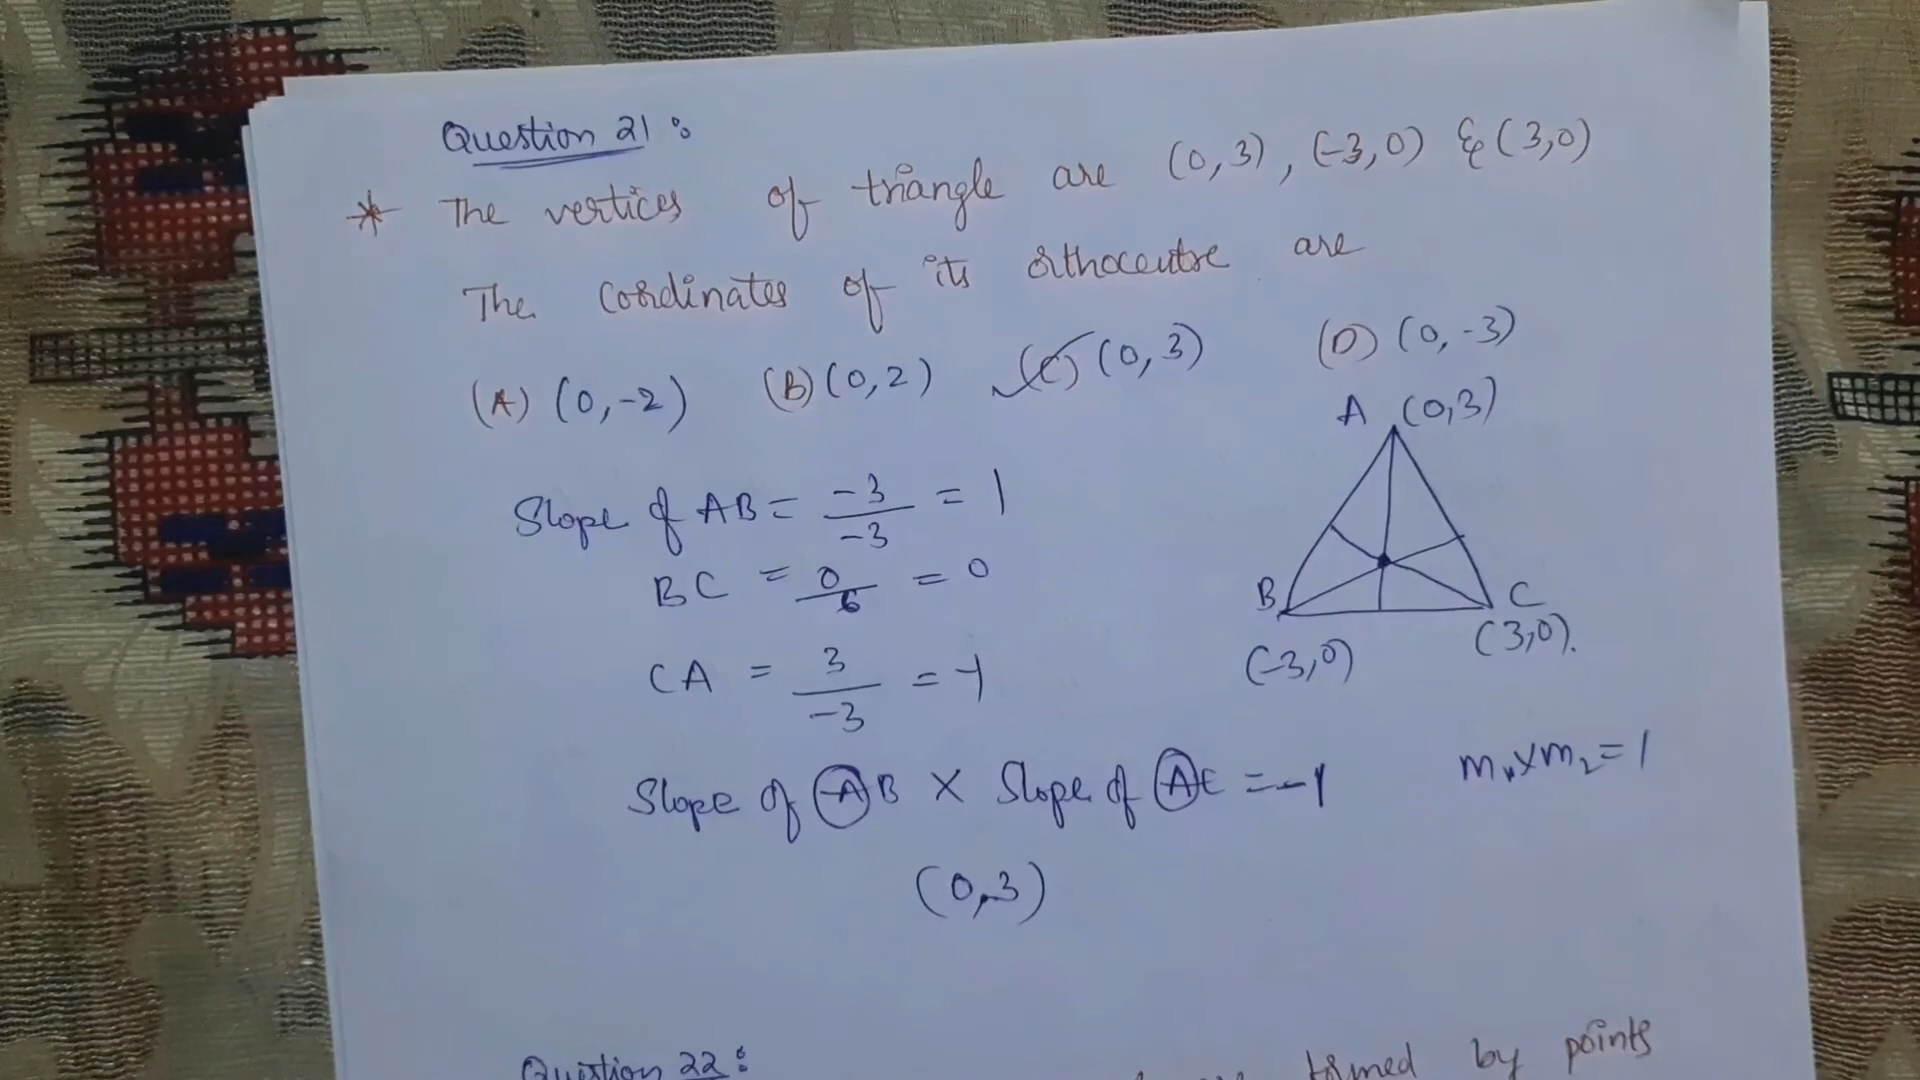 Question 21 :
* The vertices of triangle are (0,3), (-3,0) & (3,0)
The coordinates of its orthocentre are
(A) (0,-2) (B) (0,2) (C) (0,3) (D) (0,-3)
A (0,3)
Slope of AB = -3/-3 = 1
BC = 0/6 = 0
B C
(-3,0) (3,0).
CA = 3/-3 = -1
Slope of AB × Slope of AC = -1 m₁×m₂=1
(0,3)
Question 22 :
formed by points